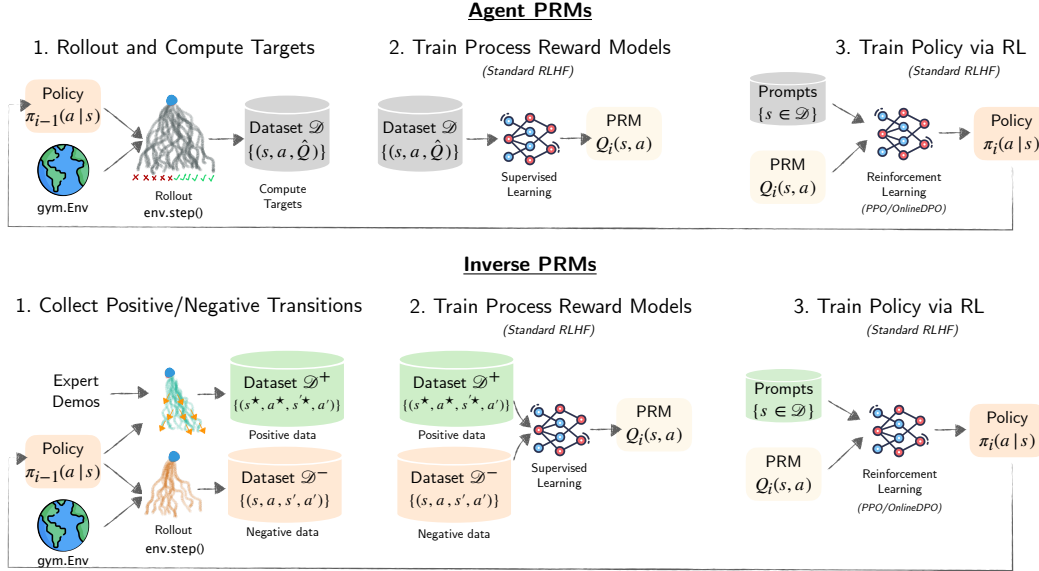 Agent PRMs
1. Rollout and Compute Targets
2. Train Process Reward Models
(Standard RLHF)
3. Train Policy via RL
(Standard RLHF)
Policy
π_{i−1}(a | s)
gym.Env
Rollout
env.step()
Dataset 𝒟
{(s, a, Q̂)}
Compute
Targets
Dataset 𝒟
{(s, a, Q̂)}
Supervised
Learning
PRM
Q_i(s, a)
Prompts
{s ∈ 𝒟}
PRM
Q_i(s, a)
Reinforcement
Learning
(PPO/OnlineDPO)
Policy
π_i(a | s)
Inverse PRMs
1. Collect Positive/Negative Transitions
2. Train Process Reward Models
(Standard RLHF)
3. Train Policy via RL
(Standard RLHF)
Expert
Demos
Policy
π_{i−1}(a | s)
gym.Env
Rollout
env.step()
Dataset 𝒟⁺
{(s★, a★, s′★, a′)}
Positive data
Dataset 𝒟⁻
{(s, a, s′, a′)}
Negative data
Dataset 𝒟⁺
{(s★, a★, s′★, a′)}
Positive data
Dataset 𝒟⁻
{(s, a, s′, a′)}
Negative data
Supervised
Learning
PRM
Q_i(s, a)
Prompts
{s ∈ 𝒟}
PRM
Q_i(s, a)
Reinforcement
Learning
(PPO/OnlineDPO)
Policy
π_i(a | s)